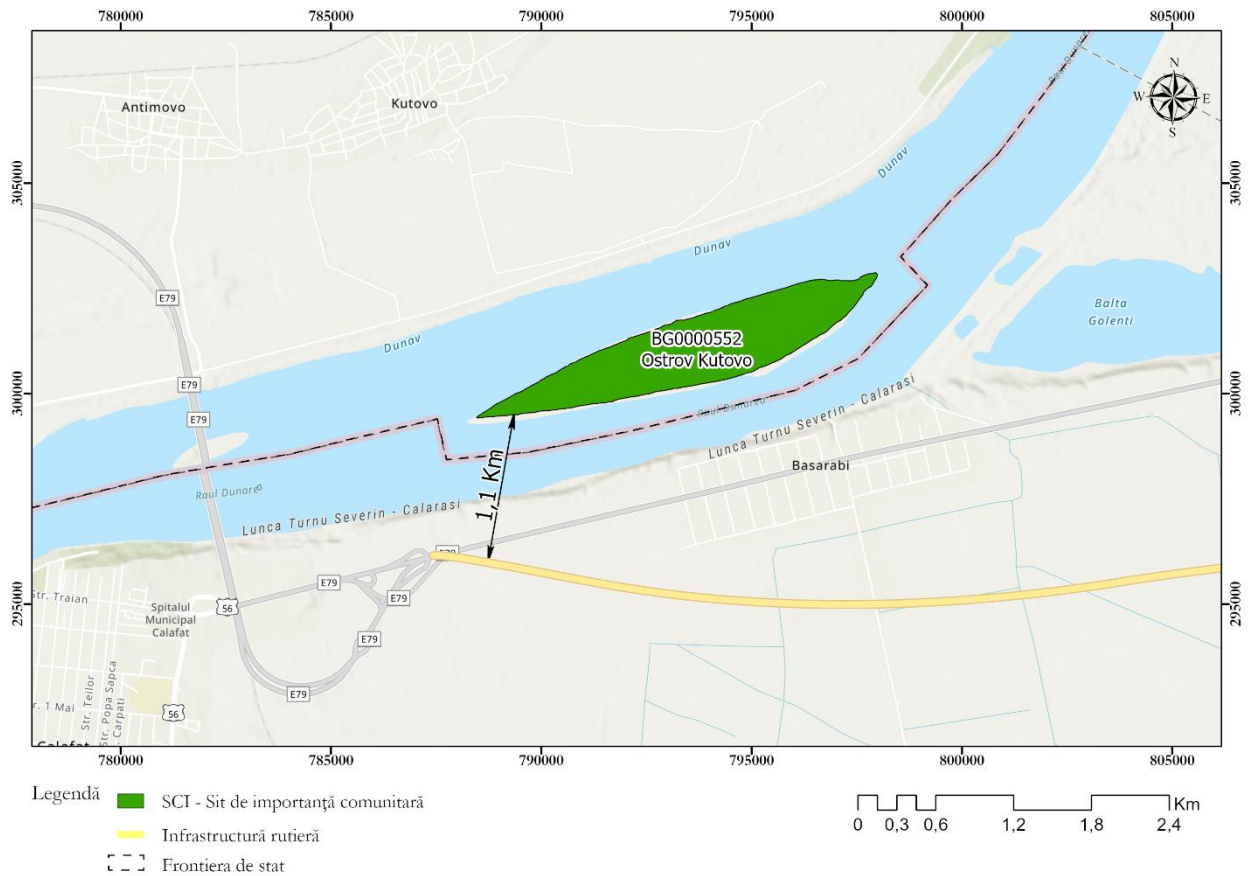 780000 785000 790000 795000 800000 805000
Raul Dunarea
N
W E
S
Antimovo
Kutovo
305000 305000
Dunav
Dunav
E79
BG0000552
Ostrov Kutovo
Balta
Golenti
Dunav
E79
300000 300000
E79
Raul Dunarea
Lunca Turnu Severin - Calarasi
1,1 Km
Basarabi
Raul Dunarea
Lunca Turnu Severin - Calarasi
E79
E79
E79
295000 295000
Str. Traian
56
Spitalul
Municipal
Calafat
E79
E79
Str. Teilor
Str. Popa Sapca
Carpati
1 Mai
56
Calafat
780000 785000 790000 795000 800000 805000
Legendă
SCI - Sit de importanță comunitară
Infrastructură rutieră
Frontiera de stat
Km
0 0,3 0,6 1,2 1,8 2,4